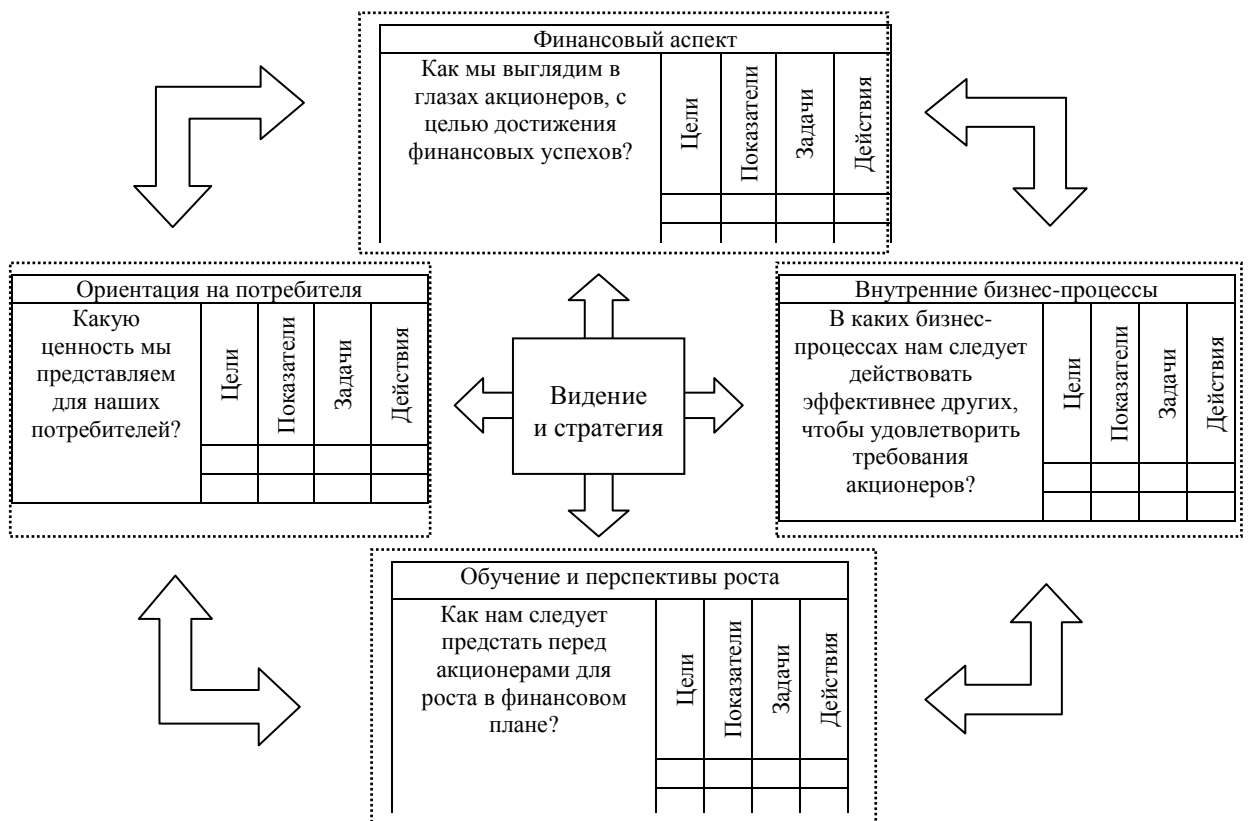 Финансовый аспект
Как мы выглядим в
глазах акционеров, с
целью достижения
финансовых успехов?
Цели
Показатели
Задачи
Действия
Ориентация на потребителя
Какую
ценность мы
представляем
для наших
потребителей?
Цели
Показатели
Задачи
Действия
Видение
и стратегия
Внутренние бизнес-процессы
В каких бизнес-
процессах нам следует
действовать
эффективнее других,
чтобы удовлетворить
требования
акционеров?
Цели
Показатели
Задачи
Действия
Обучение и перспективы роста
Как нам следует
предстать перед
акционерами для
роста в финансовом
плане?
Цели
Показатели
Задачи
Действия